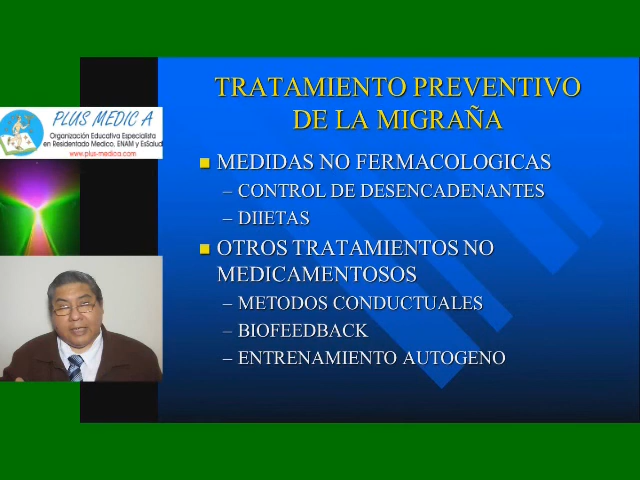 TRATAMIENTO PREVENTIVO
DE LA MIGRAÑA
PLUS MEDIC A
Organización Educativa Especialista
en Residentado Medico, ENAM y EsSalud
www.plus-medica.com
MEDIDAS NO FERMACOLOGICAS
– CONTROL DE DESENCADENANTES
– DIIETAS
OTROS TRATAMIENTOS NO
MEDICAMENTOSOS
– METODOS CONDUCTUALES
– BIOFEEDBACK
– ENTRENAMIENTO AUTOGENO